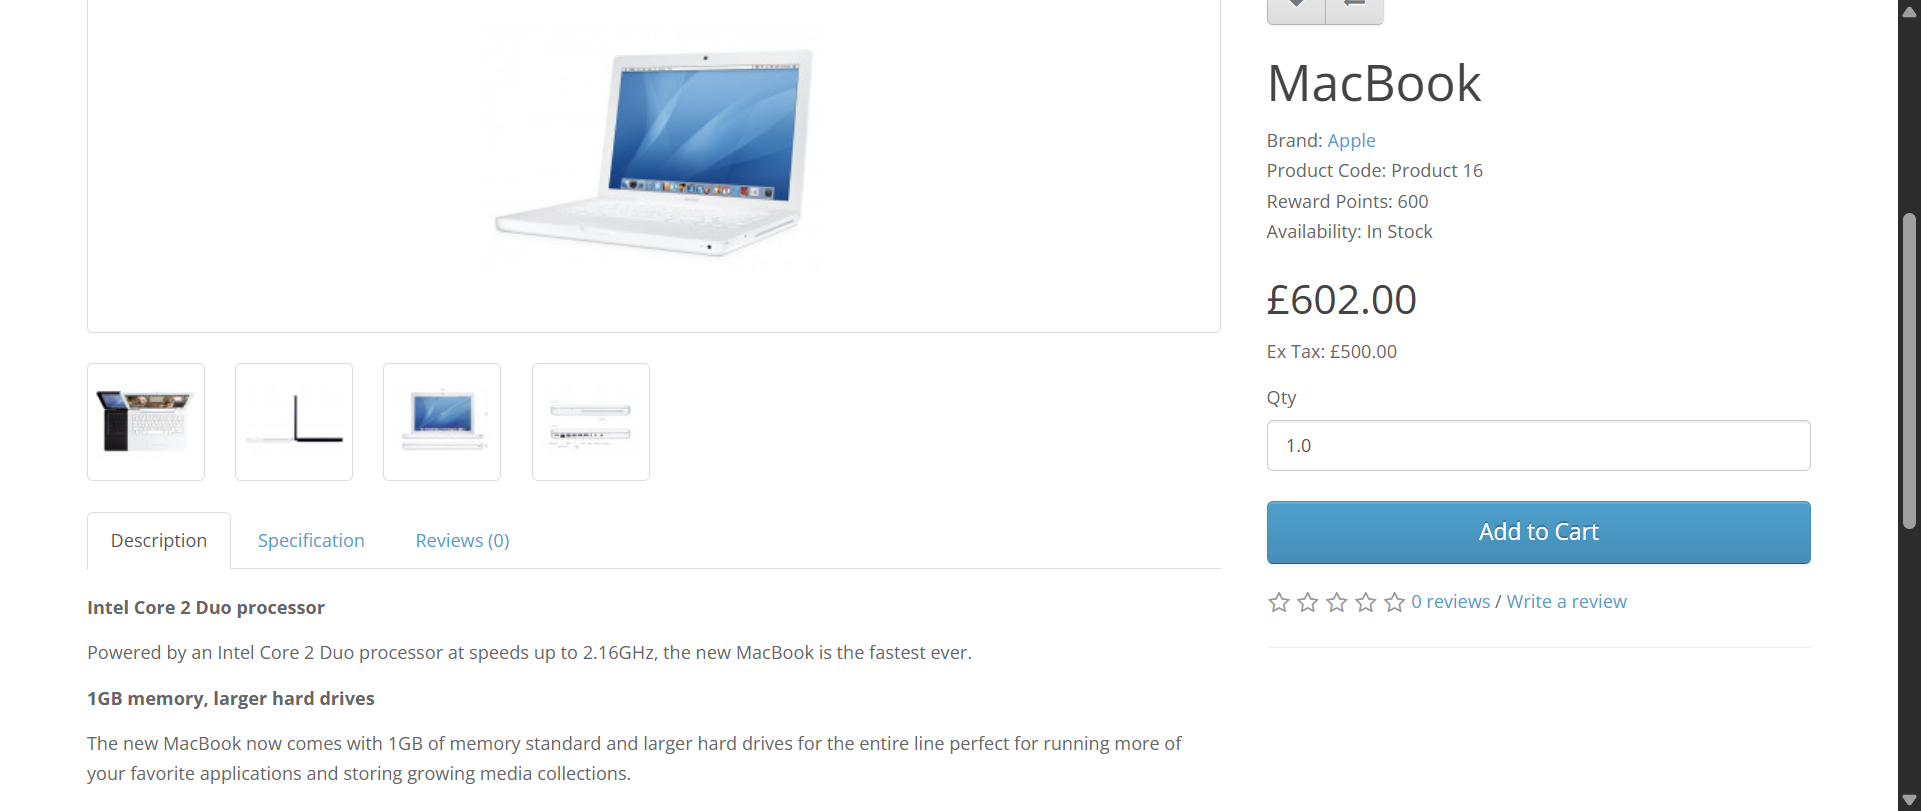 MacBook
Brand: Apple
Product Code: Product 16
Reward Points: 600
Availability: In Stock
£602.00
Ex Tax: £500.00
Qty
1.0
Add to Cart
0 reviews / Write a review
Description
Specification
Reviews (0)
Intel Core 2 Duo processor
Powered by an Intel Core 2 Duo processor at speeds up to 2.16GHz, the new MacBook is the fastest ever.
1GB memory, larger hard drives
The new MacBook now comes with 1GB of memory standard and larger hard drives for the entire line perfect for running more of
your favorite applications and storing growing media collections.